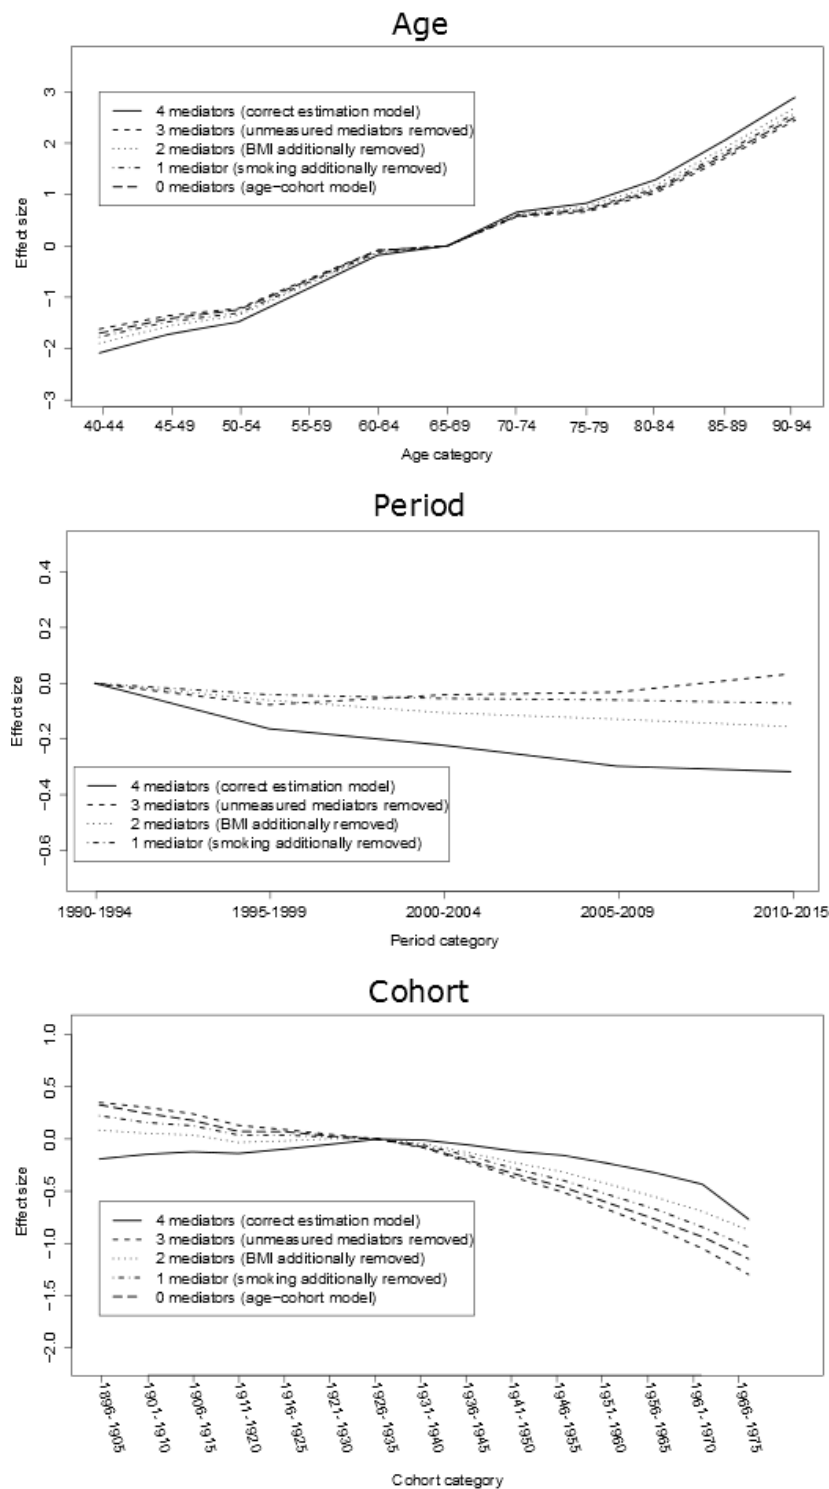 Age
3
2
1
0
−1
−2
−3
Effect size
4 mediators (correct estimation model)
3 mediators (unmeasured mediators removed)
2 mediators (BMI additionally removed)
1 mediator (smoking additionally removed)
0 mediators (age−cohort model)
40-44 45-49 50-54 55-59 60-64 65-69 70-74 75-79 80-84 85-89 90-94
Age category
Period
0.4
0.2
0.0
−0.2
−0.4
−0.6
Effect size
4 mediators (correct estimation model)
3 mediators (unmeasured mediators removed)
2 mediators (BMI additionally removed)
1 mediator (smoking additionally removed)
1990-1994 1995-1999 2000-2004 2005-2009 2010-2015
Period category
Cohort
1.0
0.5
0.0
−0.5
−1.0
−1.5
−2.0
Effect size
4 mediators (correct estimation model)
3 mediators (unmeasured mediators removed)
2 mediators (BMI additionally removed)
1 mediator (smoking additionally removed)
0 mediators (age−cohort model)
1896-1905 1901-1910 1906-1915 1911-1920 1916-1925 1921-1930 1926-1935 1931-1940 1936-1945 1941-1950 1946-1955 1951-1960 1956-1965 1961-1970 1966-1975
Cohort category